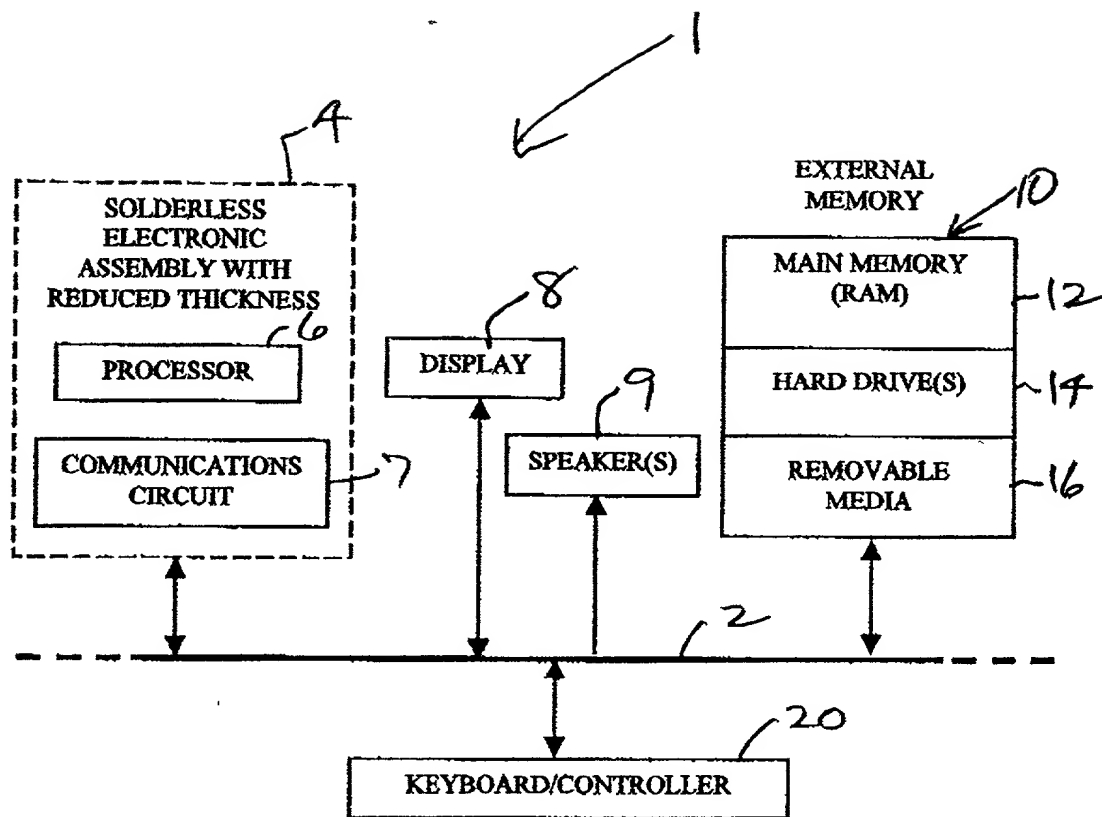 1
4
SOLDERLESS
ELECTRONIC
ASSEMBLY WITH
REDUCED THICKNESS
6
PROCESSOR
COMMUNICATIONS
CIRCUIT
7
8
DISPLAY
9
SPEAKER(S)
EXTERNAL
MEMORY
10
MAIN MEMORY
(RAM)
12
HARD DRIVE(S)
14
REMOVABLE
MEDIA
16
2
20
KEYBOARD/CONTROLLER